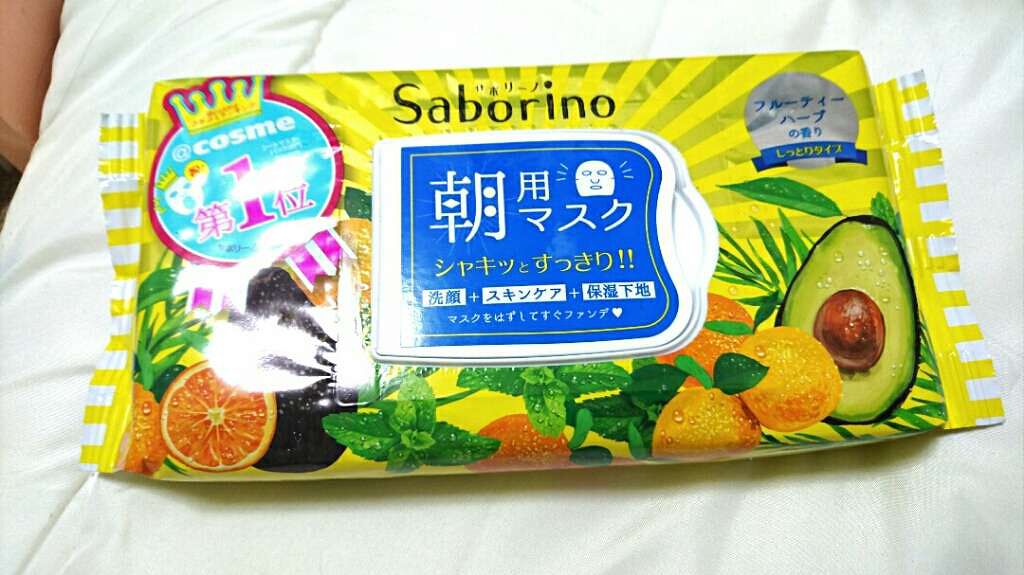 サボリーノ
Saborino
@cosme
第1位
朝用マスク
シャキッとすっきり!!
洗顔+スキンケア+保湿下地
マスクをはずしてすぐファンデ♥
フルーティー
ハーブ
の香り
しっとりタイプ